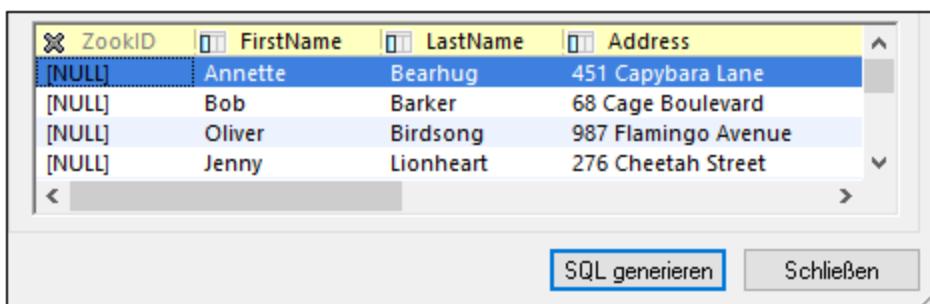 ZookID FirstName LastName Address
[NULL] Annette Bearhug 451 Capybara Lane
[NULL] Bob Barker 68 Cage Boulevard
[NULL] Oliver Birdsong 987 Flamingo Avenue
[NULL] Jenny Lionheart 276 Cheetah Street
SQL generieren Schließen